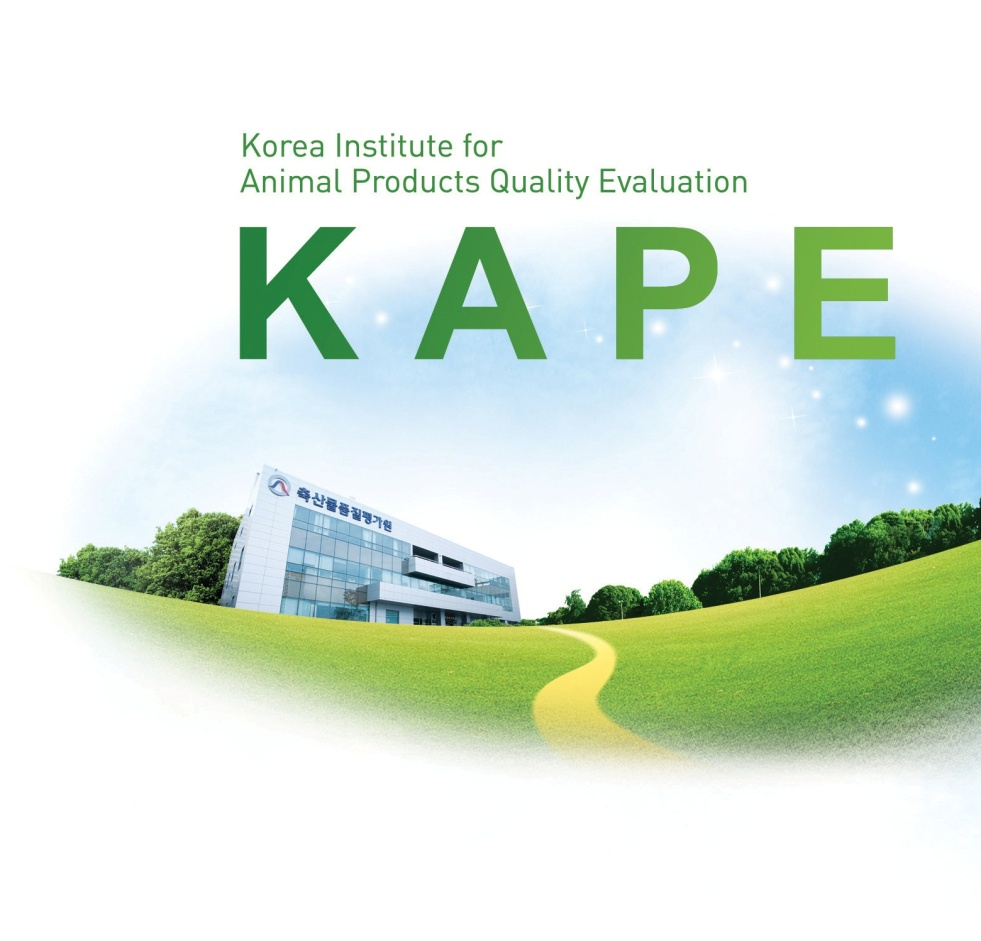 Korea Institute for
Animal Products Quality Evaluation
KAPE
축산물품질평가원